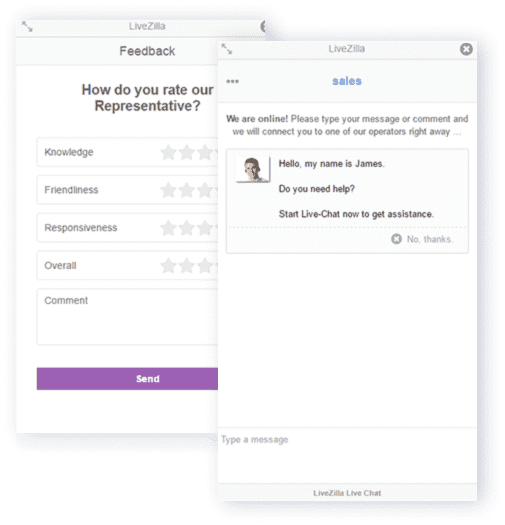 LiveZilla
Feedback
How do you rate our
Representative?
Knowledge
Friendliness
Responsiveness
Overall
Comment
Send
LiveZilla
sales
We are online! Please type your message or comment and
we will connect you to one of our operators right away ...
Hello, my name is James.
Do you need help?
Start Live-Chat now to get assistance.
No, thanks.
Type a message
LiveZilla Live Chat